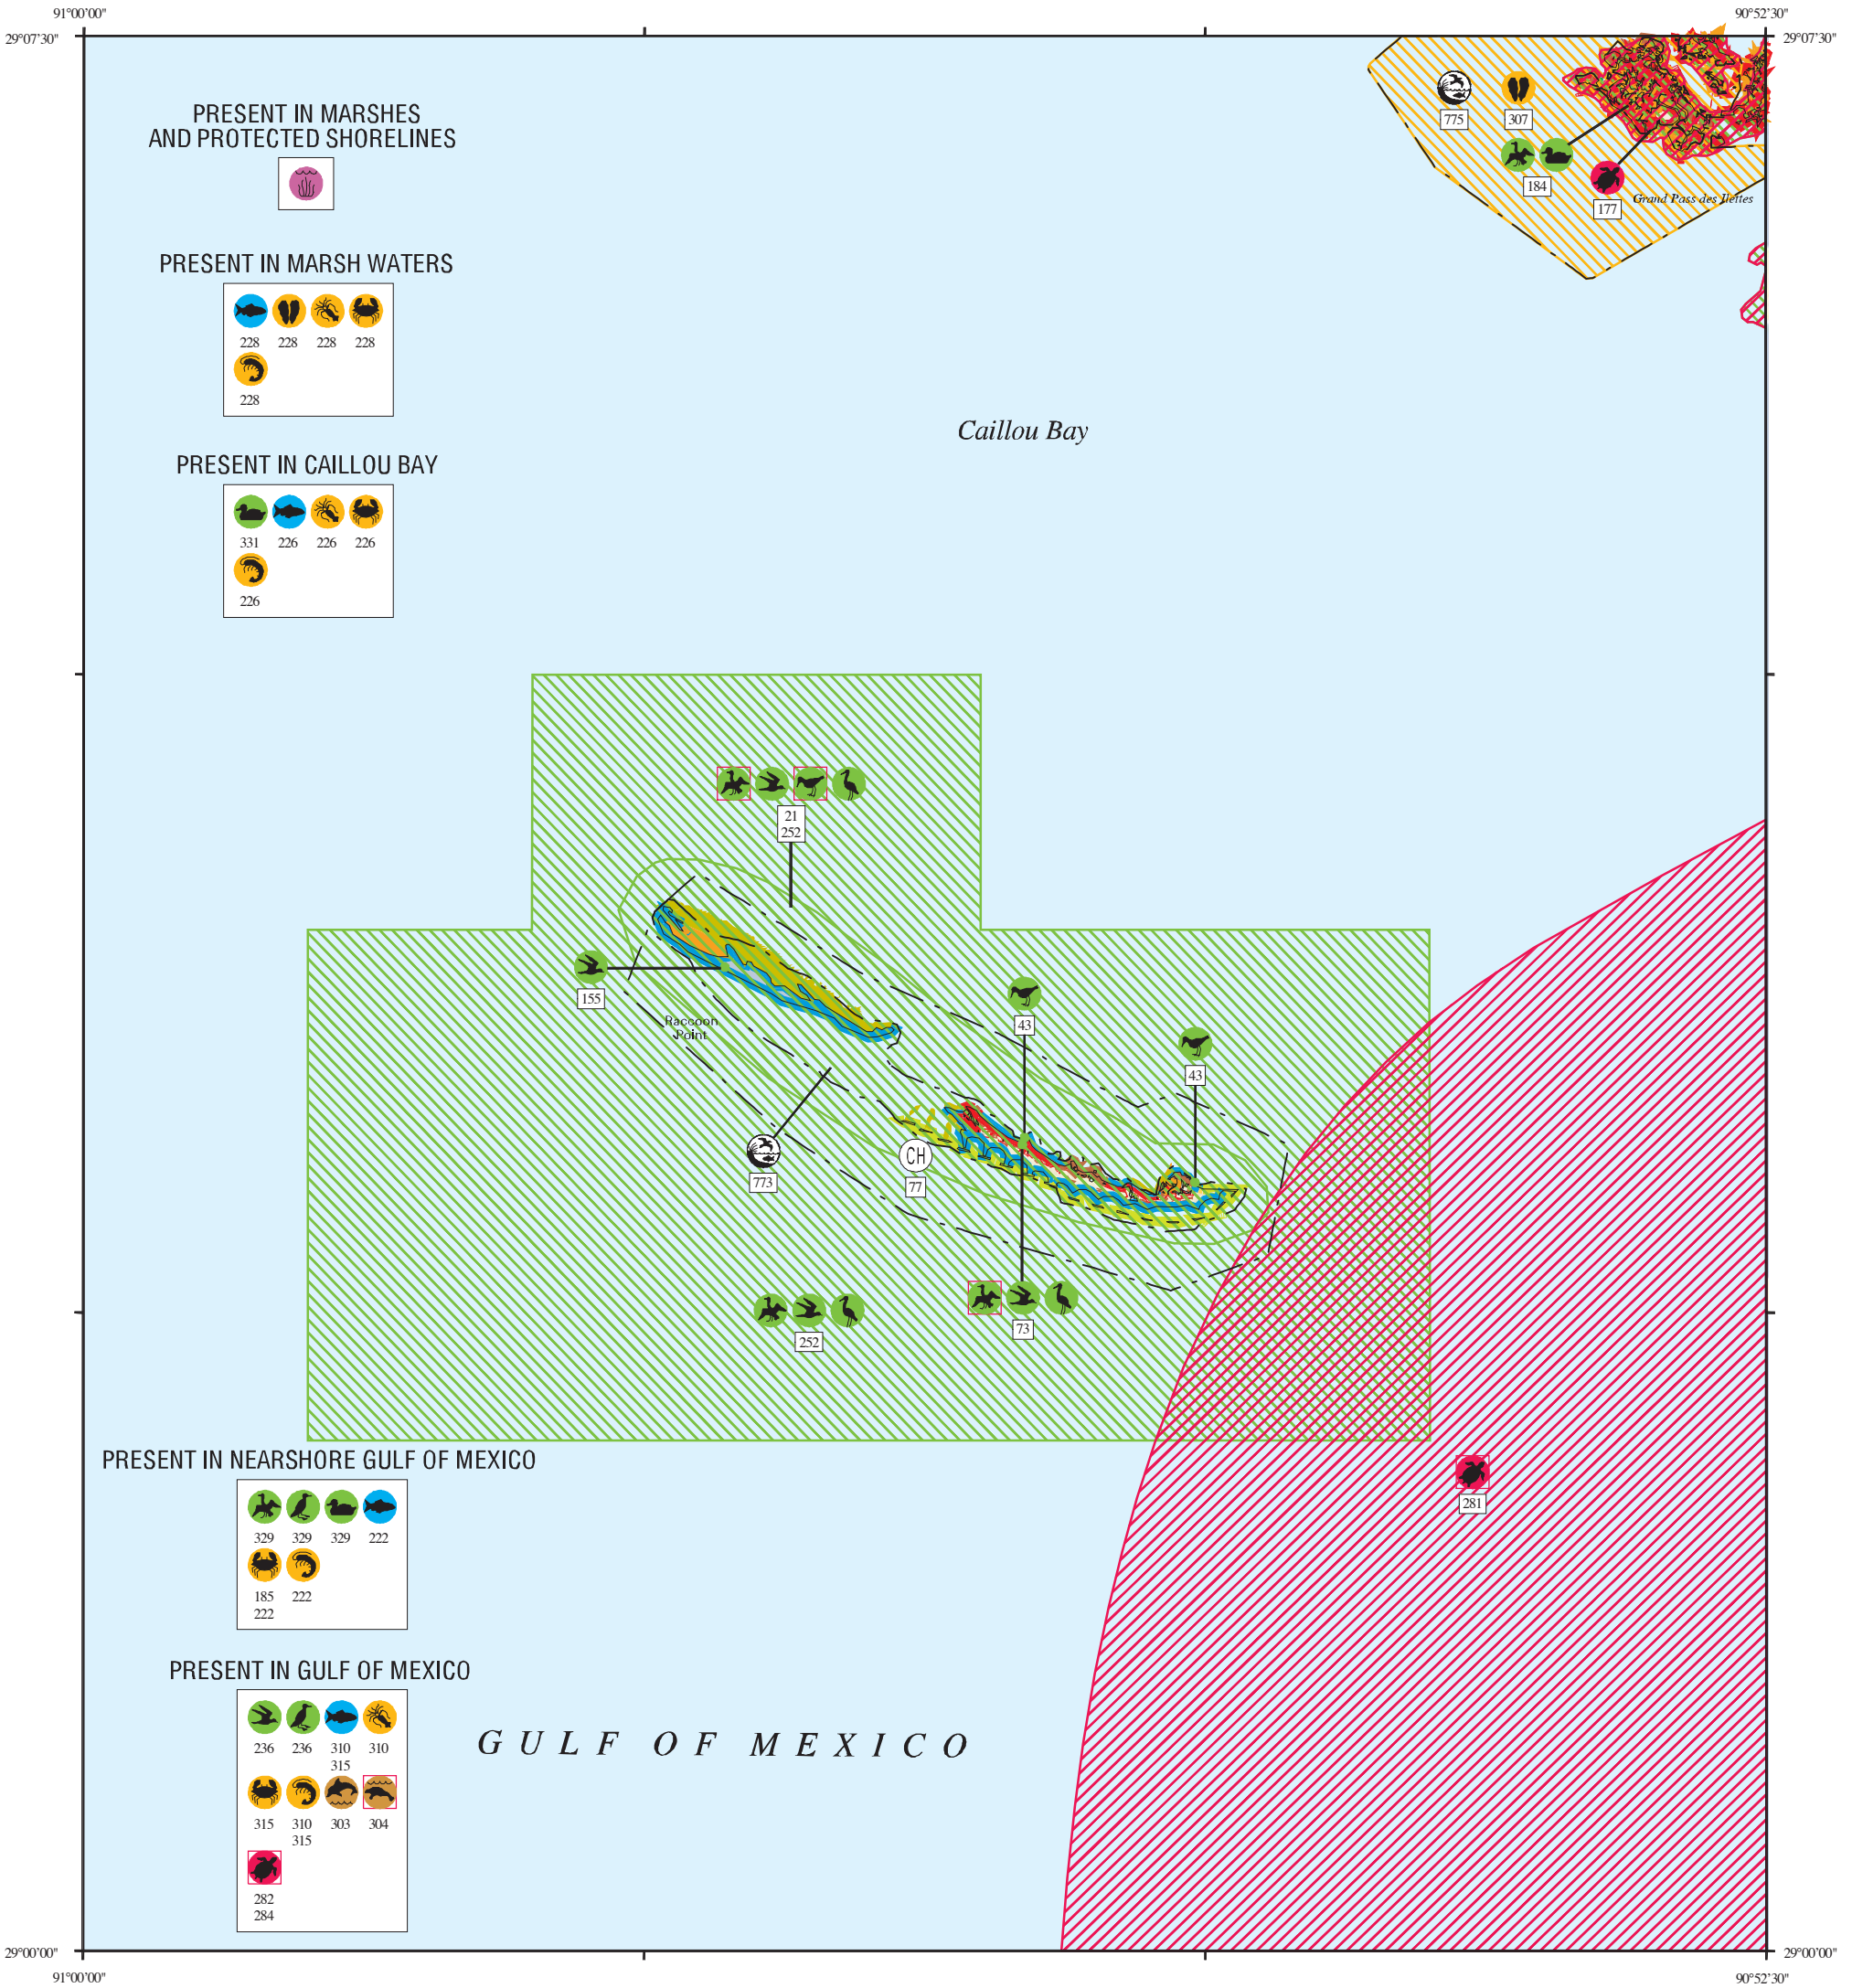 91°00'00"
90°52'30"
29°07'30"
29°07'30"
PRESENT IN MARSHES
AND PROTECTED SHORELINES
775
307
184
177
Grand Pass des Ilettes
PRESENT IN MARSH WATERS
228 228 228 228
228
Caillou Bay
PRESENT IN CAILLOU BAY
331 226 226 226
226
21
252
155
Raccoon
Point
43
43
773
CH
77
252
73
PRESENT IN NEARSHORE GULF OF MEXICO
329 329 329 222
185 222
222
281
PRESENT IN GULF OF MEXICO
236 236 310 310
315
315 310 303 304
315
282
284
GULF OF MEXICO
29°00'00"
29°00'00"
91°00'00"
90°52'30"